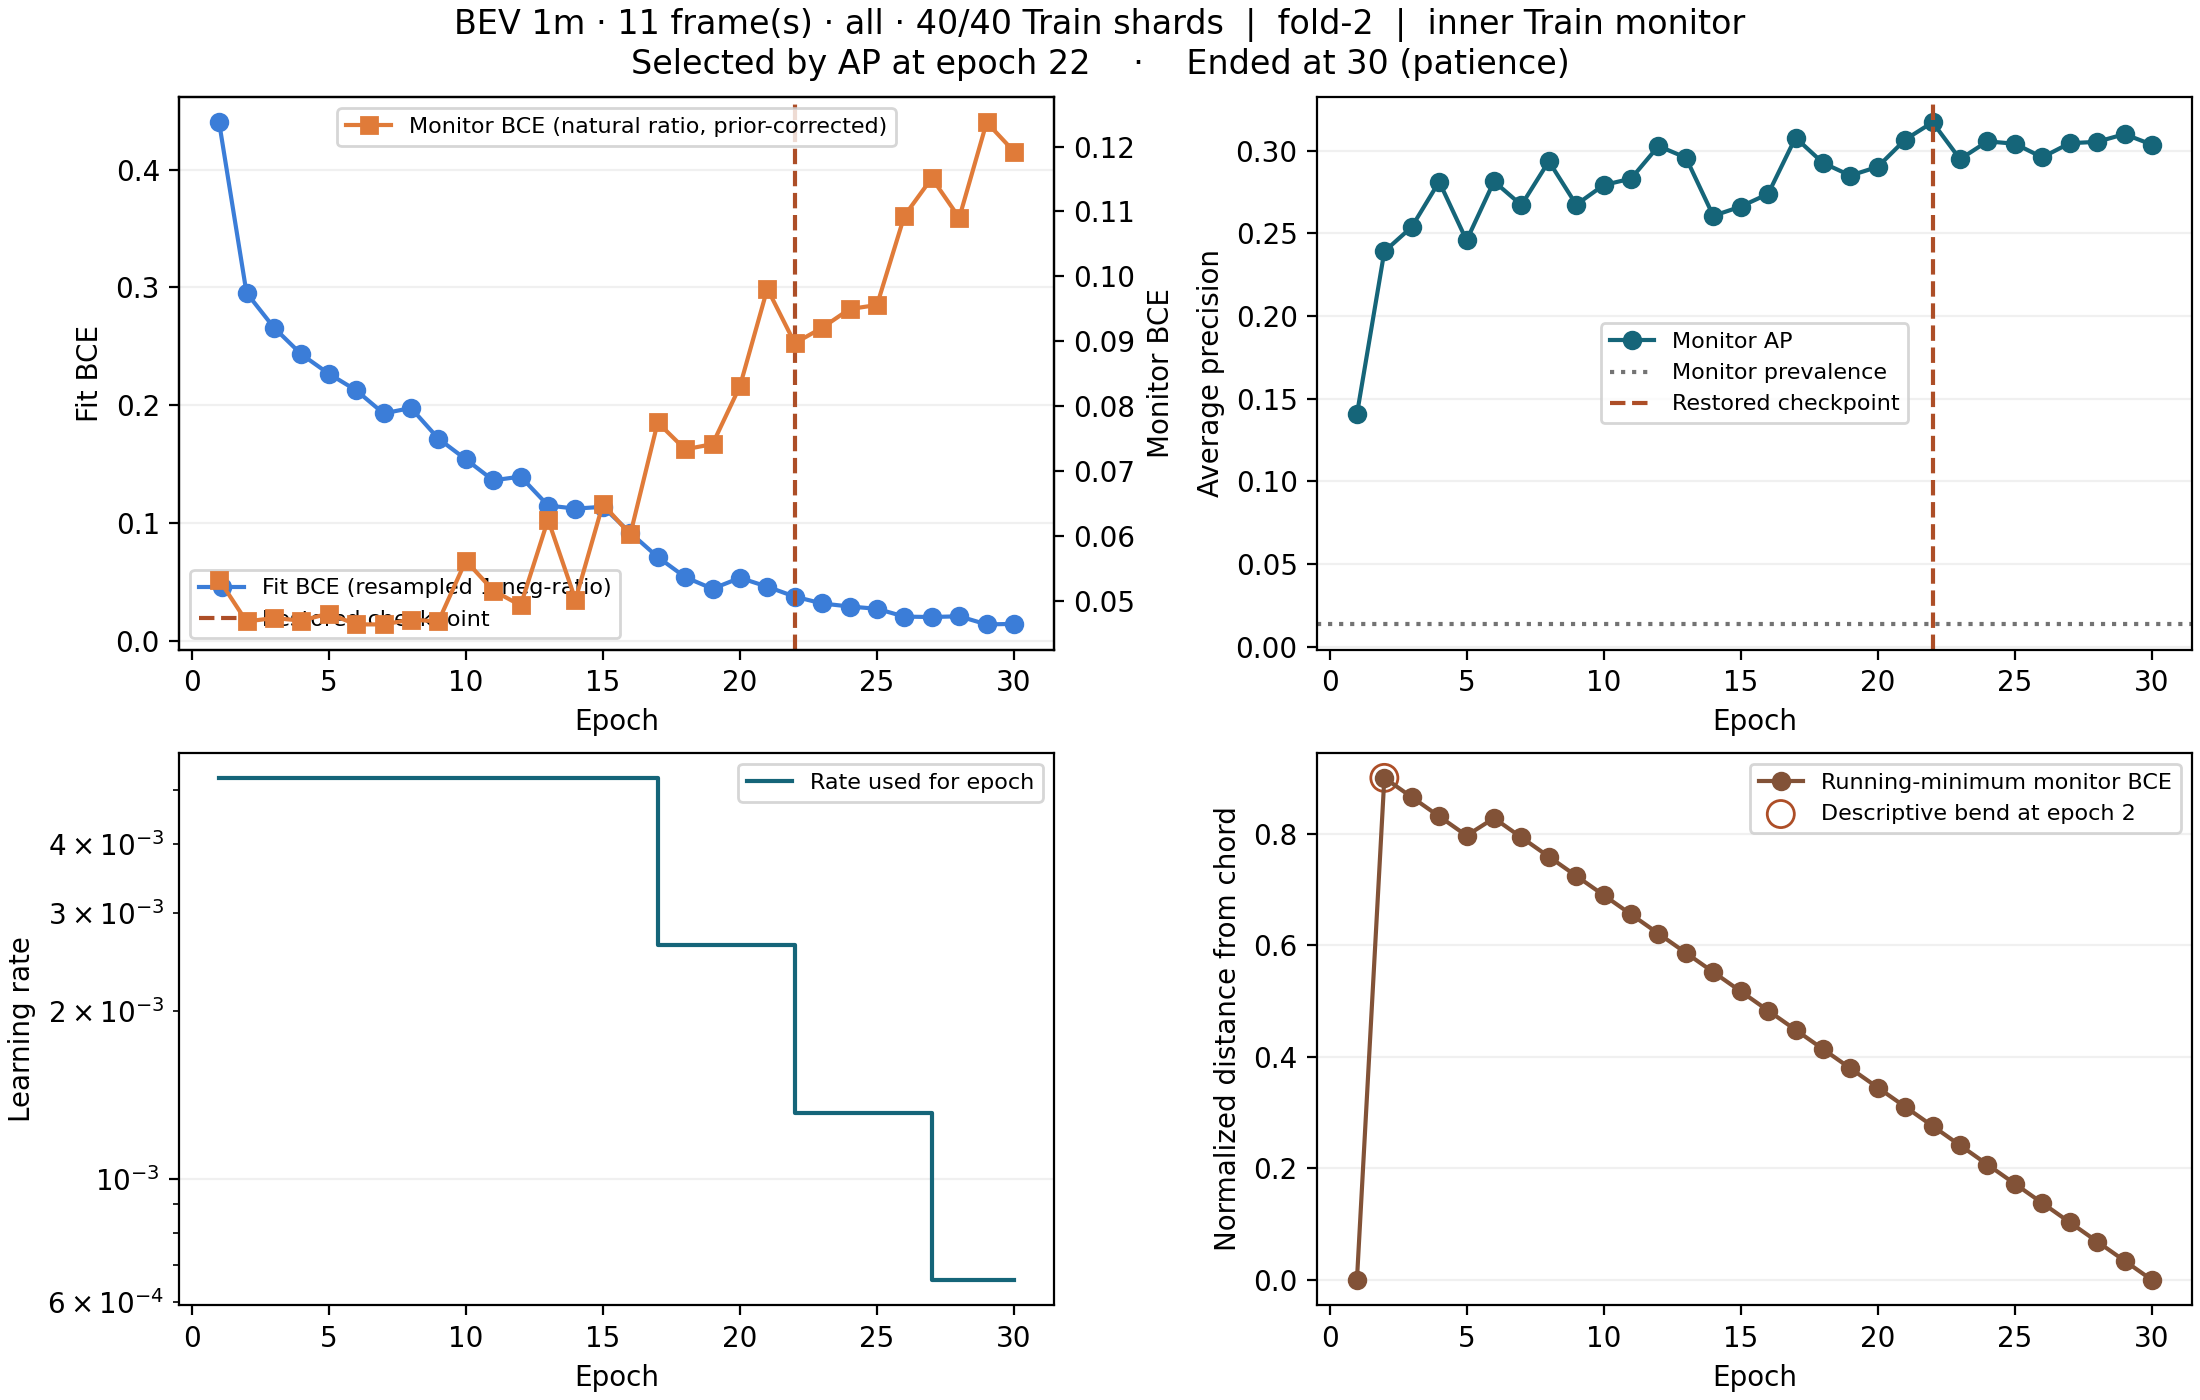 BEV 1m · 11 frame(s) · all · 40/40 Train shards | fold-2 | inner Train monitor
Selected by AP at epoch 22 · Ended at 30 (patience)
Monitor BCE (natural ratio, prior-corrected)
Fit BCE (resampled 1:neg-ratio)
Restored checkpoint
Fit BCE
0.4
0.3
0.2
0.1
0.0
Monitor BCE
0.12
0.11
0.10
0.09
0.08
0.07
0.06
0.05
0 5 10 15 20 25 30
Epoch
Average precision
0.30
0.25
0.20
0.15
0.10
0.05
0.00
Monitor AP
Monitor prevalence
Restored checkpoint
0 5 10 15 20 25 30
Epoch
Learning rate
4 × 10⁻³
3 × 10⁻³
2 × 10⁻³
10⁻³
6 × 10⁻⁴
Rate used for epoch
0 5 10 15 20 25 30
Epoch
Normalized distance from chord
0.8
0.6
0.4
0.2
0.0
Running-minimum monitor BCE
Descriptive bend at epoch 2
0 5 10 15 20 25 30
Epoch